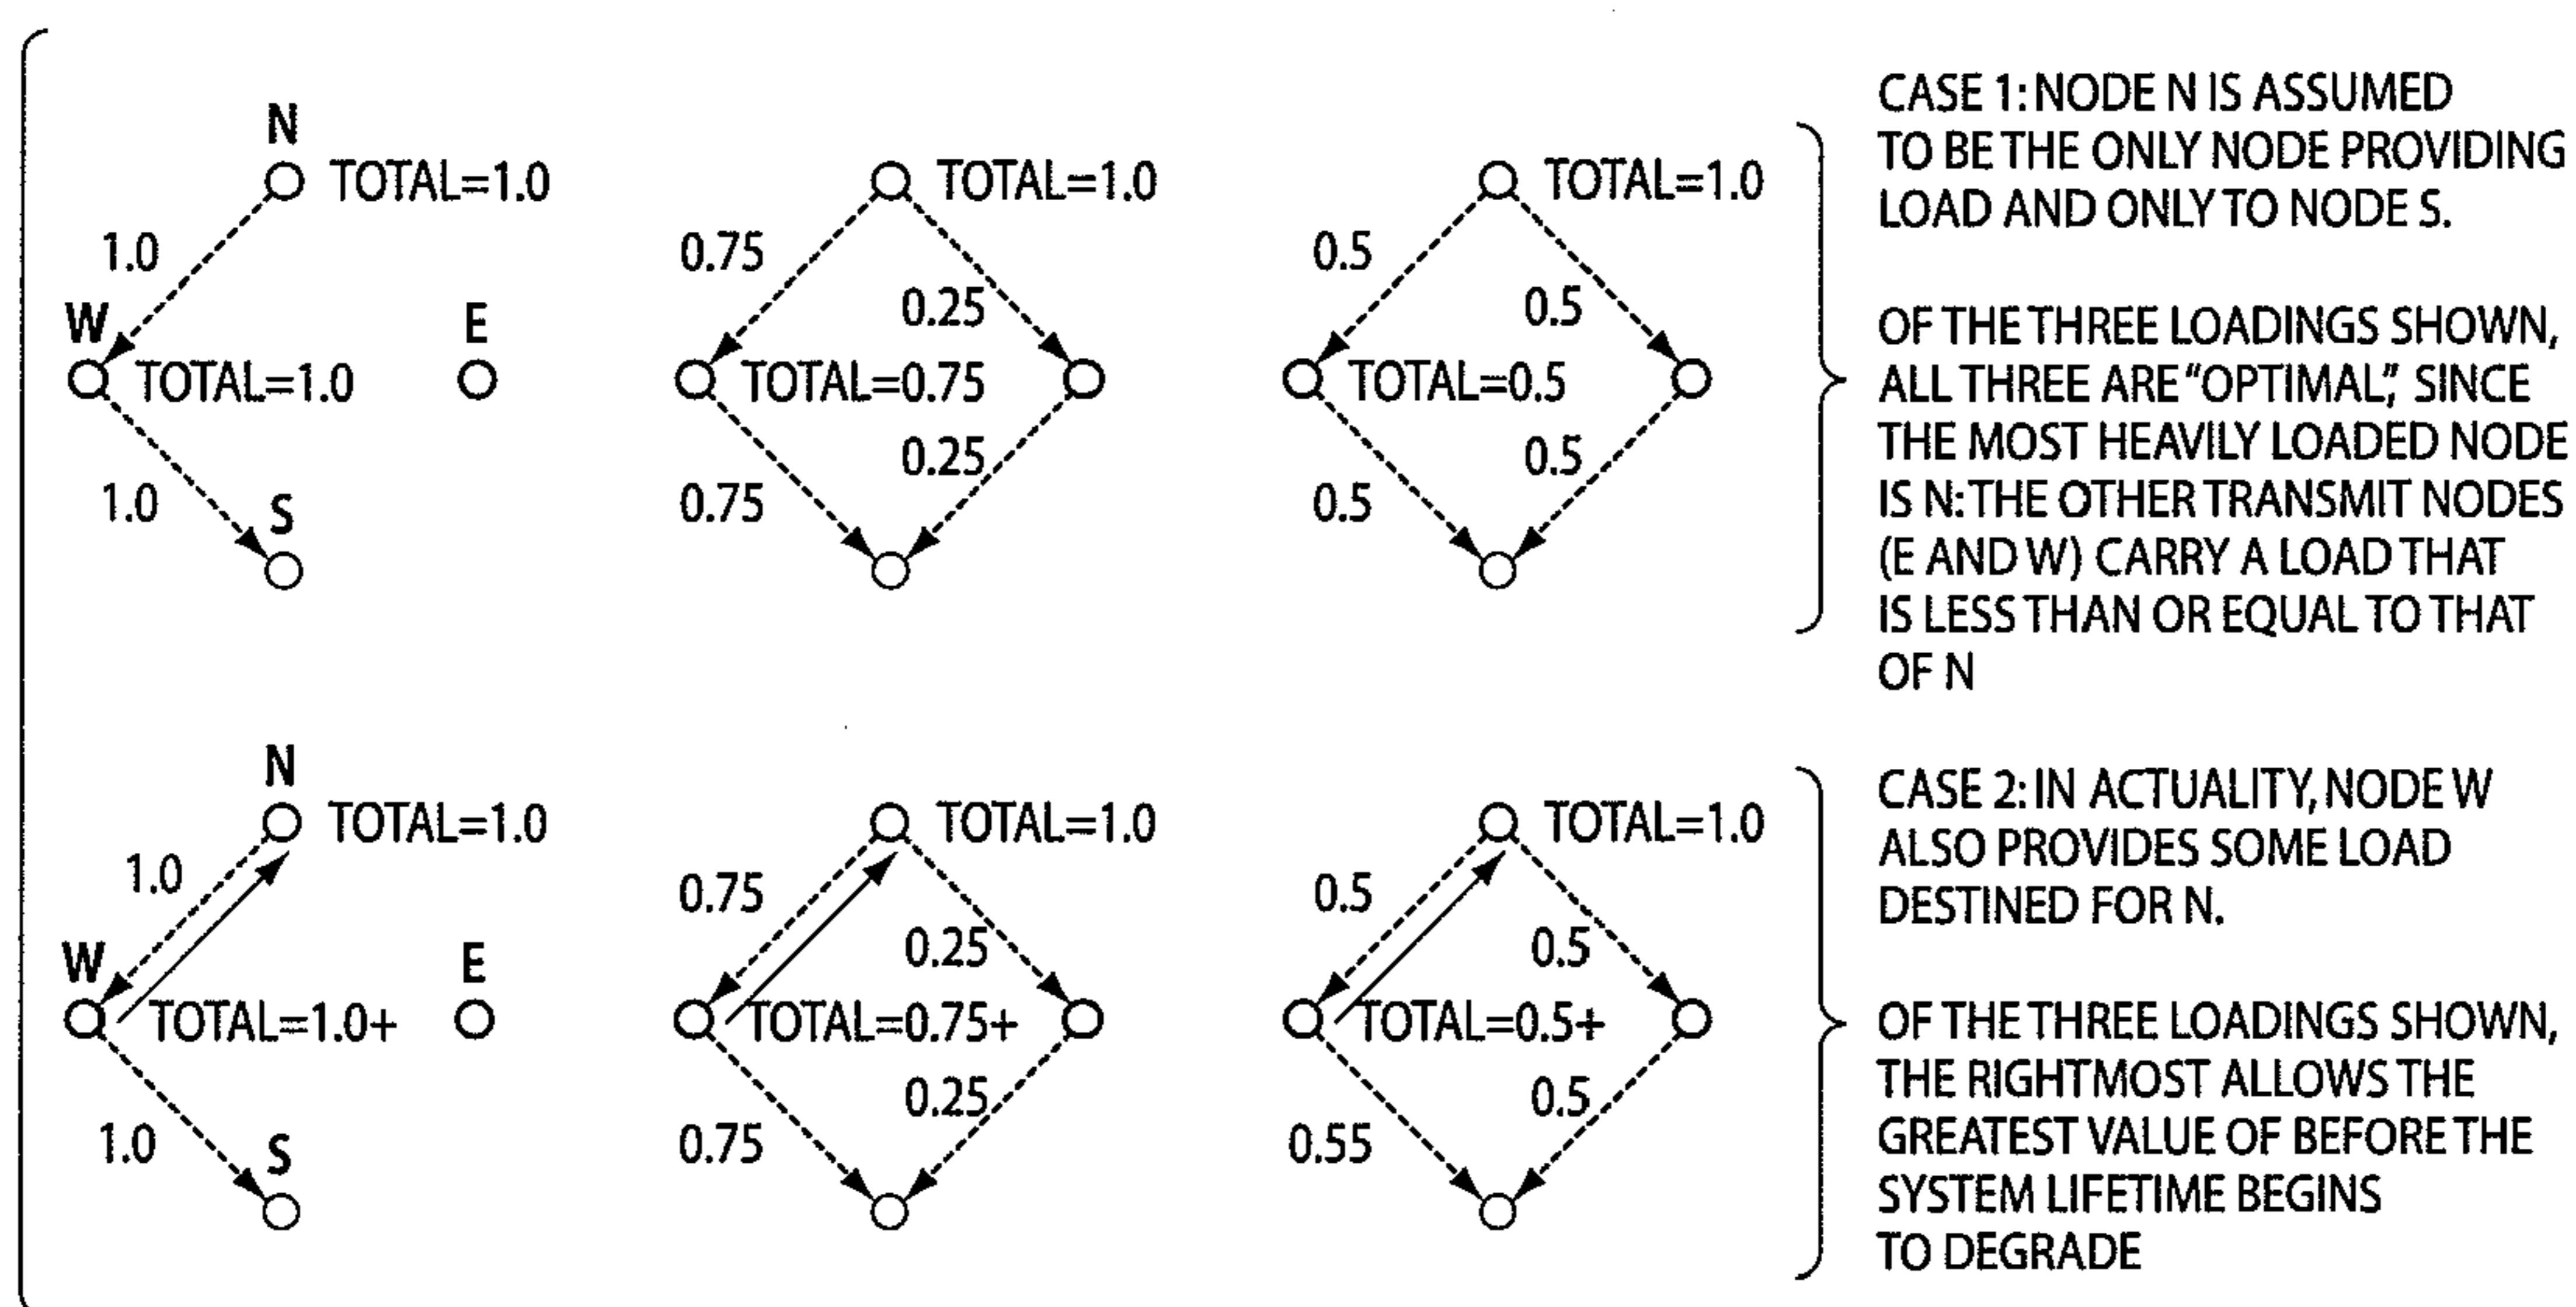 N
TOTAL=1.0
1.0
W
E
TOTAL=1.0
1.0
S
TOTAL=1.0
0.75
0.25
TOTAL=0.75
0.25
0.75
TOTAL=1.0
0.5
0.5
TOTAL=0.5
0.5
0.5
CASE 1: NODE N IS ASSUMED
TO BE THE ONLY NODE PROVIDING
LOAD AND ONLY TO NODE S.
OF THE THREE LOADINGS SHOWN,
ALL THREE ARE "OPTIMAL", SINCE
THE MOST HEAVILY LOADED NODE
IS N: THE OTHER TRANSMIT NODES
(E AND W) CARRY A LOAD THAT
IS LESS THAN OR EQUAL TO THAT
OF N
N
TOTAL=1.0
1.0
W
E
TOTAL=1.0+
1.0
S
TOTAL=1.0
0.75
0.25
TOTAL=0.75+
0.25
0.75
TOTAL=1.0
0.5
0.5
TOTAL=0.5+
0.5
0.55
CASE 2: IN ACTUALITY, NODE W
ALSO PROVIDES SOME LOAD
DESTINED FOR N.
OF THE THREE LOADINGS SHOWN,
THE RIGHTMOST ALLOWS THE
GREATEST VALUE OF BEFORE THE
SYSTEM LIFETIME BEGINS
TO DEGRADE